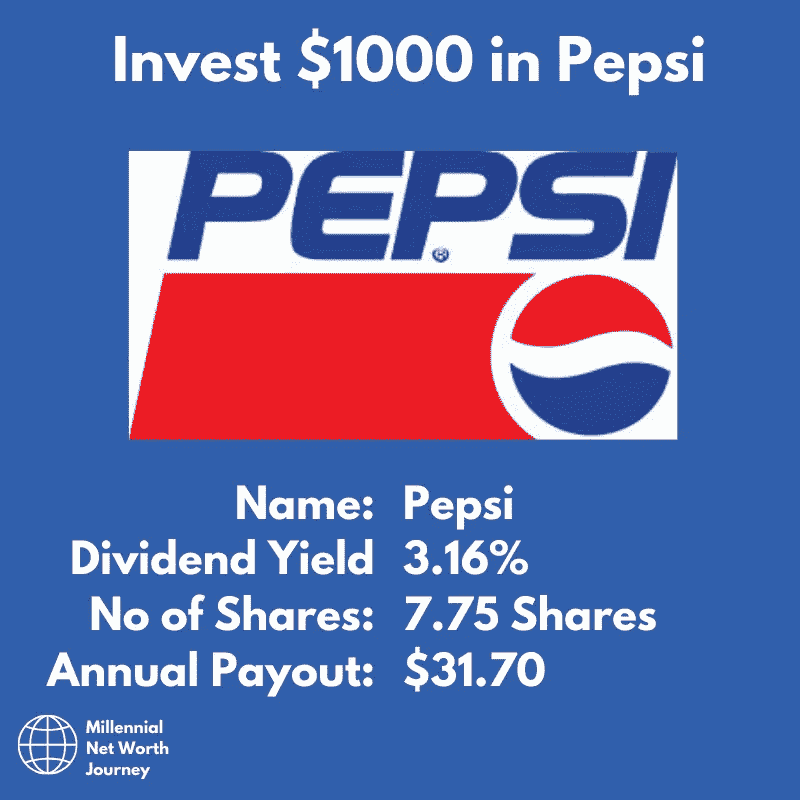 Invest $1000 in Pepsi
PEPSI
®
Name: Pepsi
Dividend Yield 3.16%
No of Shares: 7.75 Shares
Annual Payout: $31.70
Millennial
Net Worth
Journey